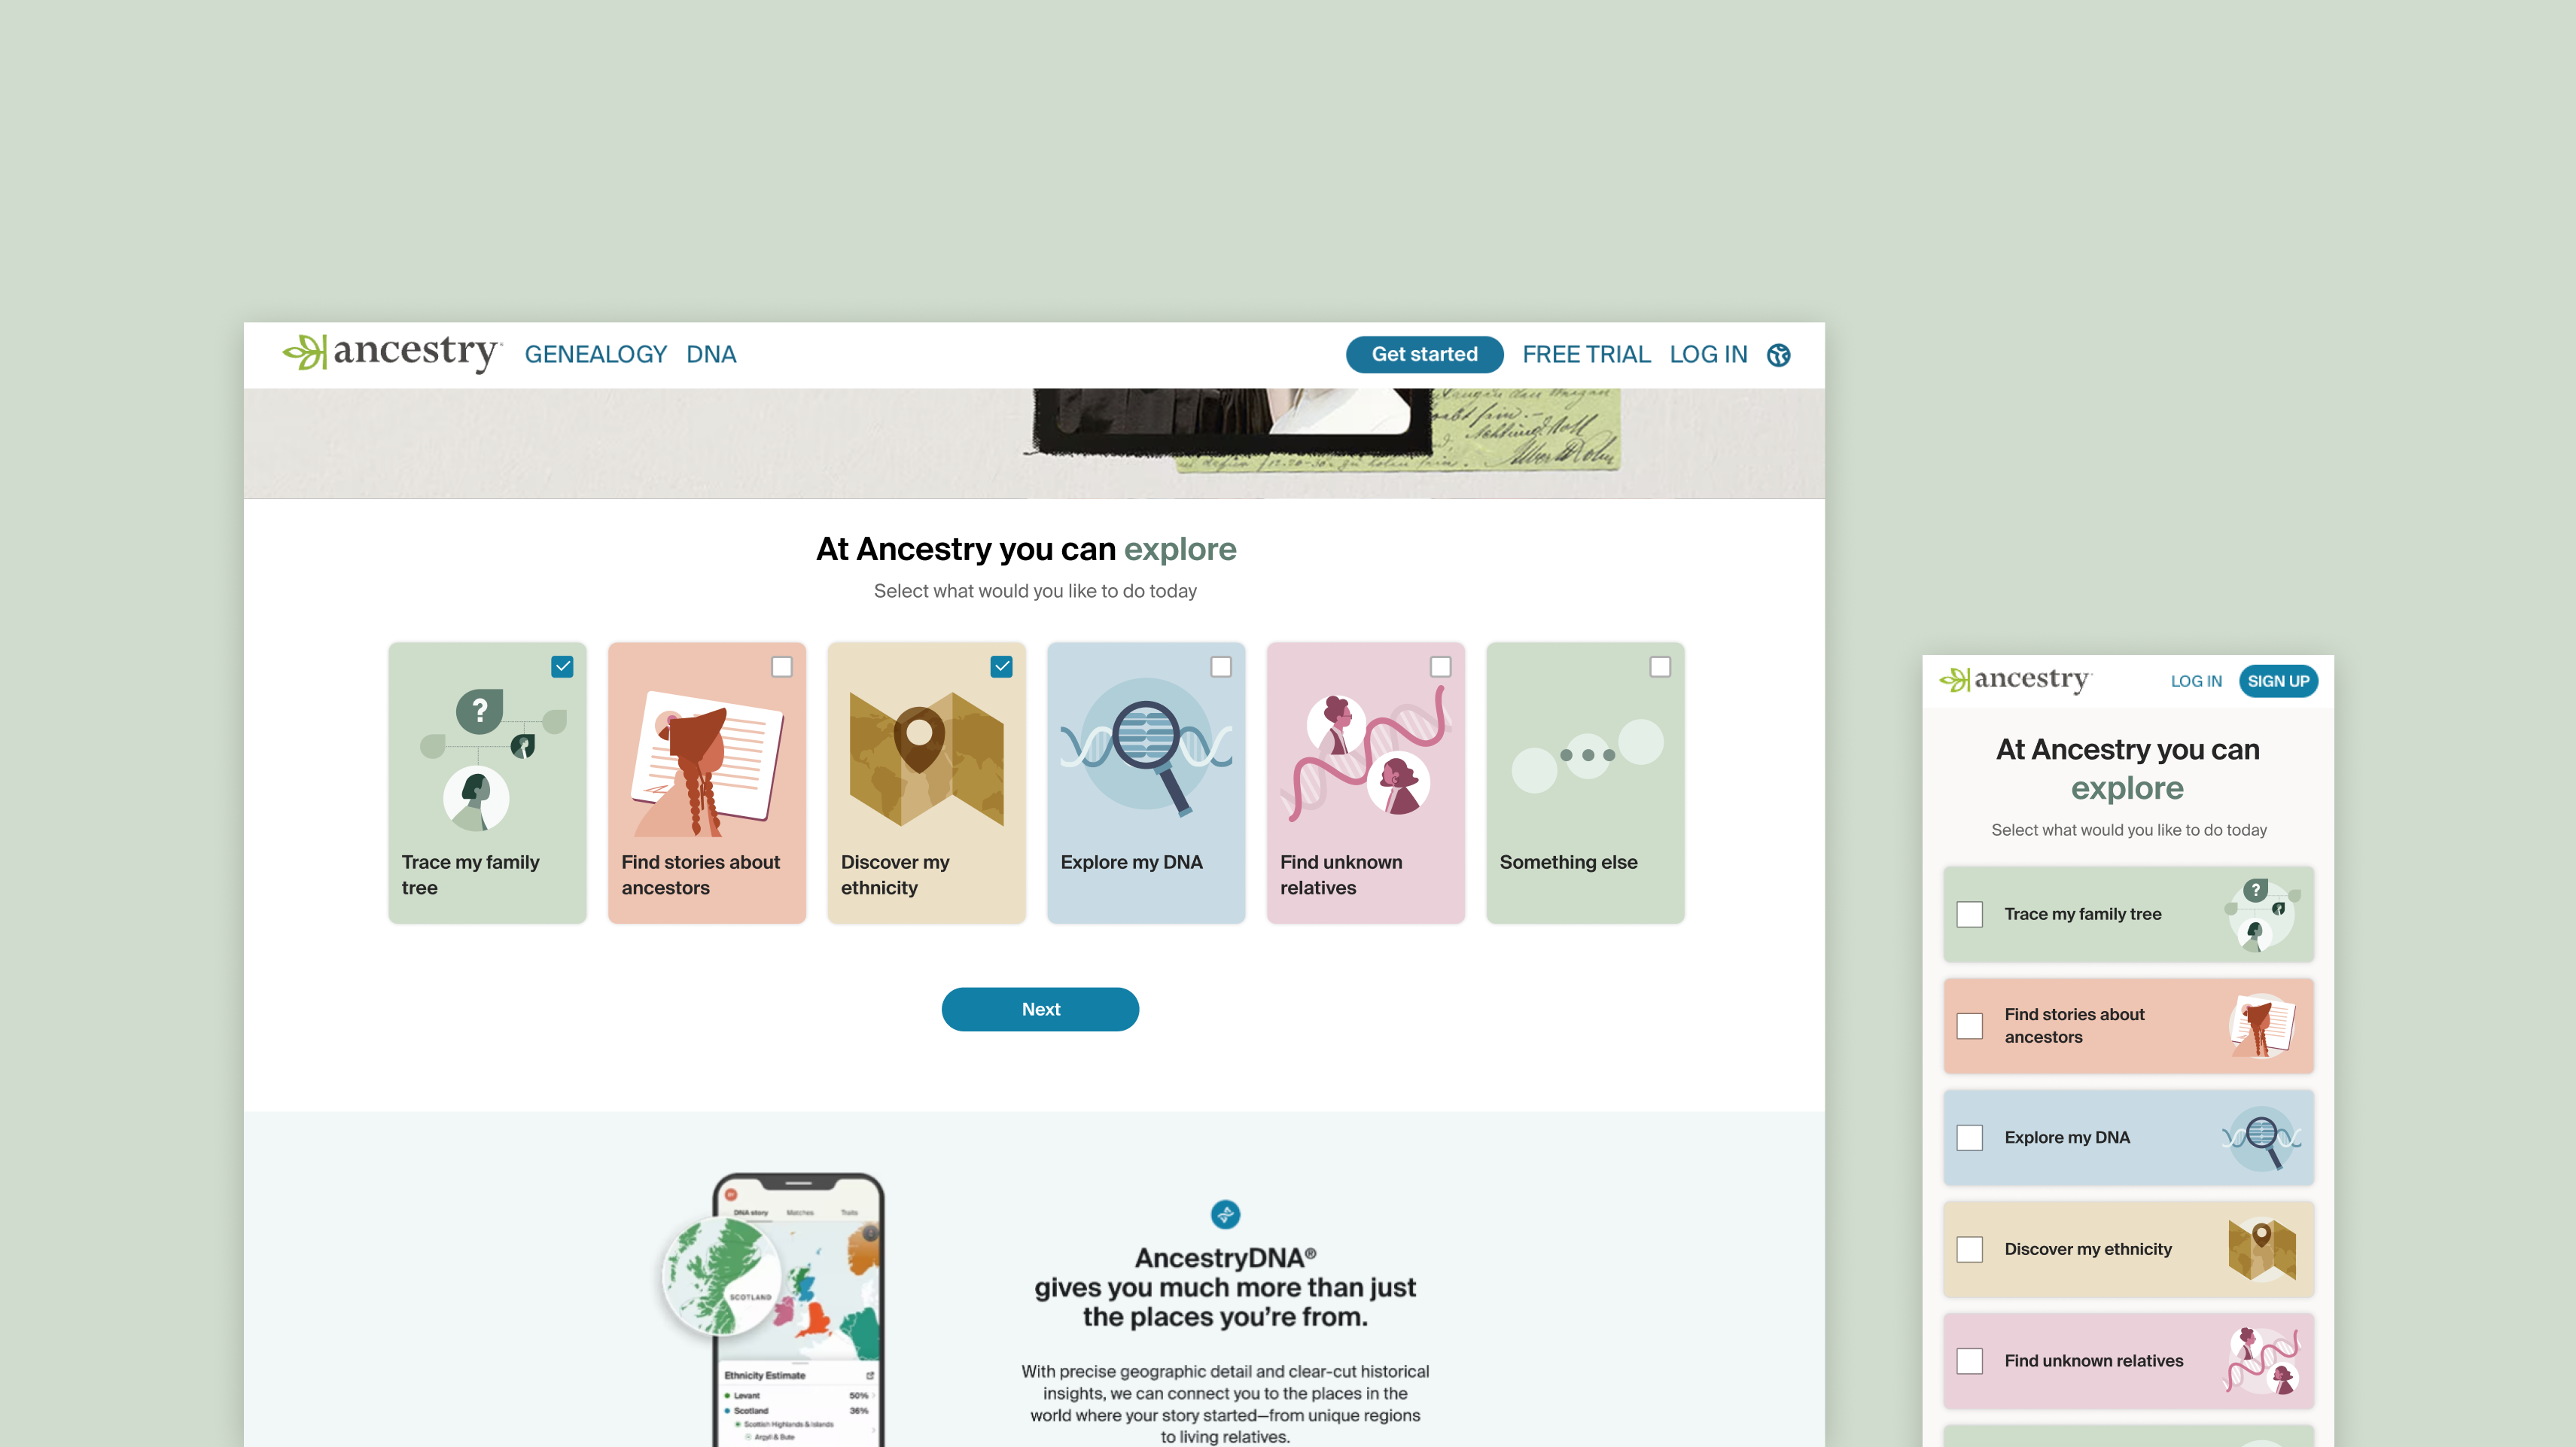 ancestry GENEALOGY DNA Get started FREE TRIAL LOG IN
At Ancestry you can explore
Select what would you like to do today
Trace my family
tree
Find stories about
ancestors
Discover my
ethnicity
Explore my DNA
Find unknown
relatives
Something else
?
Next
DNA story Matches Traits
SCOTLAND
Ethnicity Estimate
Levant 50%
Scotland 36%
Scottish Highlands & Islands
Argyll & Bute
AncestryDNA®
gives you much more than just
the places you’re from.
With precise geographic detail and clear-cut historical
insights, we can connect you to the places in the
world where your story started—from unique regions
to living relatives.
ancestry LOG IN SIGN UP
At Ancestry you can
explore
Select what would you like to do today
Trace my family tree
?
Find stories about
ancestors
Explore my DNA
Discover my ethnicity
Find unknown relatives